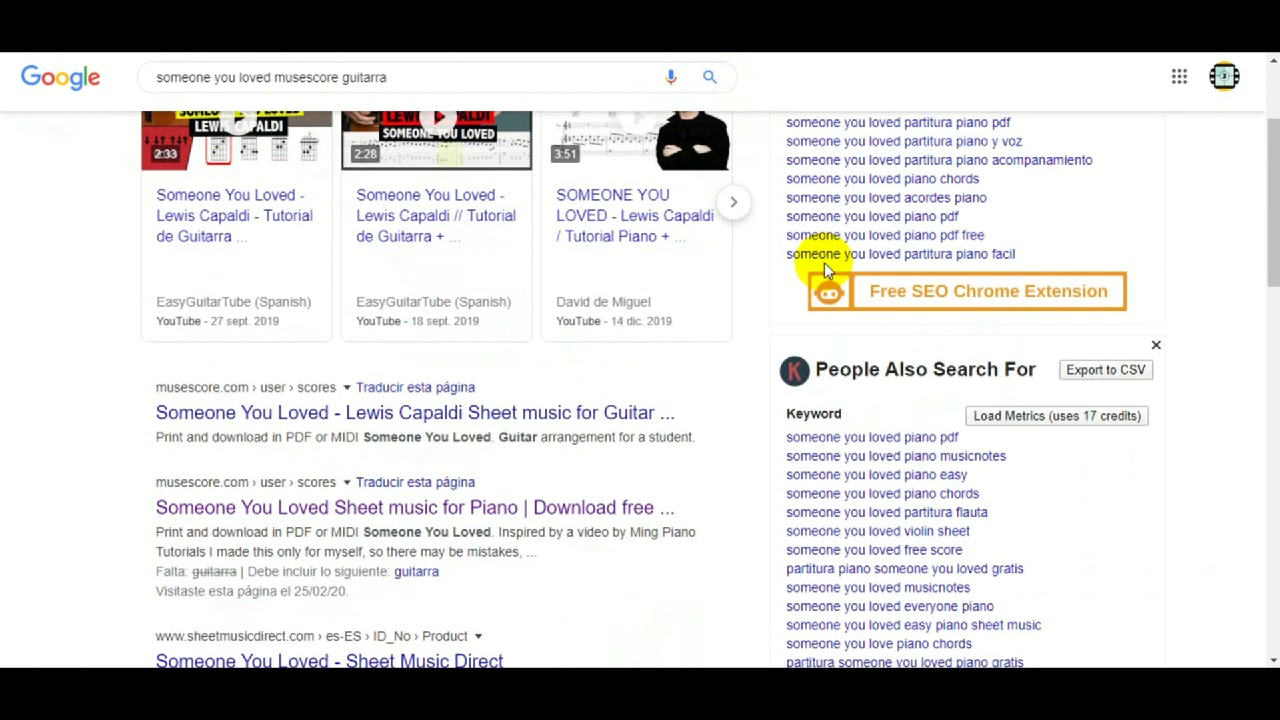 Google
someone you loved musescore guitarra
LEWIS CAPALDI
2:33
LEWIS CAPALDI
SOMEONE YOU LOVED
2:28
3:51
Someone You Loved -
Lewis Capaldi - Tutorial
de Guitarra ...
EasyGuitarTube (Spanish)
YouTube - 27 sept. 2019
Someone You Loved -
Lewis Capaldi // Tutorial
de Guitarra + ...
EasyGuitarTube (Spanish)
YouTube - 18 sept. 2019
SOMEONE YOU
LOVED - Lewis Capaldi
/ Tutorial Piano + ...
David de Miguel
YouTube - 14 dic. 2019
musescore.com › user › scores ▼ Traducir esta página
Someone You Loved - Lewis Capaldi Sheet music for Guitar ...
Print and download in PDF or MIDI Someone You Loved. Guitar arrangement for a student.
musescore.com › user › scores ▼ Traducir esta página
Someone You Loved Sheet music for Piano | Download free ...
Print and download in PDF or MIDI Someone You Loved. Inspired by a video by Ming Piano
Tutorials I made this only for myself, so there may be mistakes, ...
Falta: guitarra | Debe incluir lo siguiente: guitarra
Visitaste esta página el 25/02/20.
www.sheetmusicdirect.com › es-ES › ID_No › Product ▼
Someone You Loved - Sheet Music Direct
someone you loved partitura piano pdf
someone you loved partitura piano y voz
someone you loved partitura piano acompanamiento
someone you loved piano chords
someone you loved acordes piano
someone you loved piano pdf
someone you loved piano pdf free
someone you loved partitura piano facil
Free SEO Chrome Extension
K People Also Search For
Export to CSV
Keyword
Load Metrics (uses 17 credits)
someone you loved piano pdf
someone you loved piano musicnotes
someone you loved piano easy
someone you loved piano chords
someone you loved partitura flauta
someone you loved violin sheet
someone you loved free score
partitura piano someone you loved gratis
someone you loved musicnotes
someone you loved everyone piano
someone you loved easy piano sheet music
someone you love piano chords
partitura someone you loved piano gratis